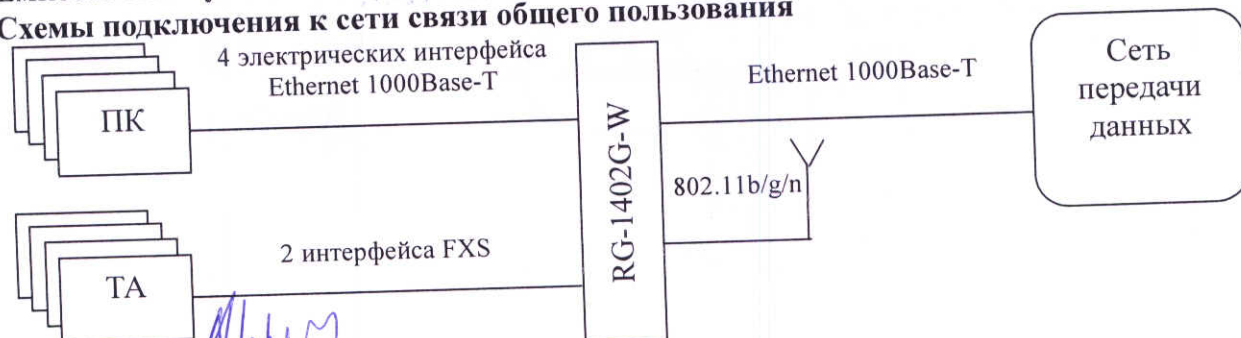 Схемы подключения к сети связи общего пользования
4 электрических интерфейса
Ethernet 1000Base-T
ПК
Ethernet 1000Base-T
Сеть
передачи
данных
RG-1402G-W
802.11b/g/n
2 интерфейса FXS
ТА